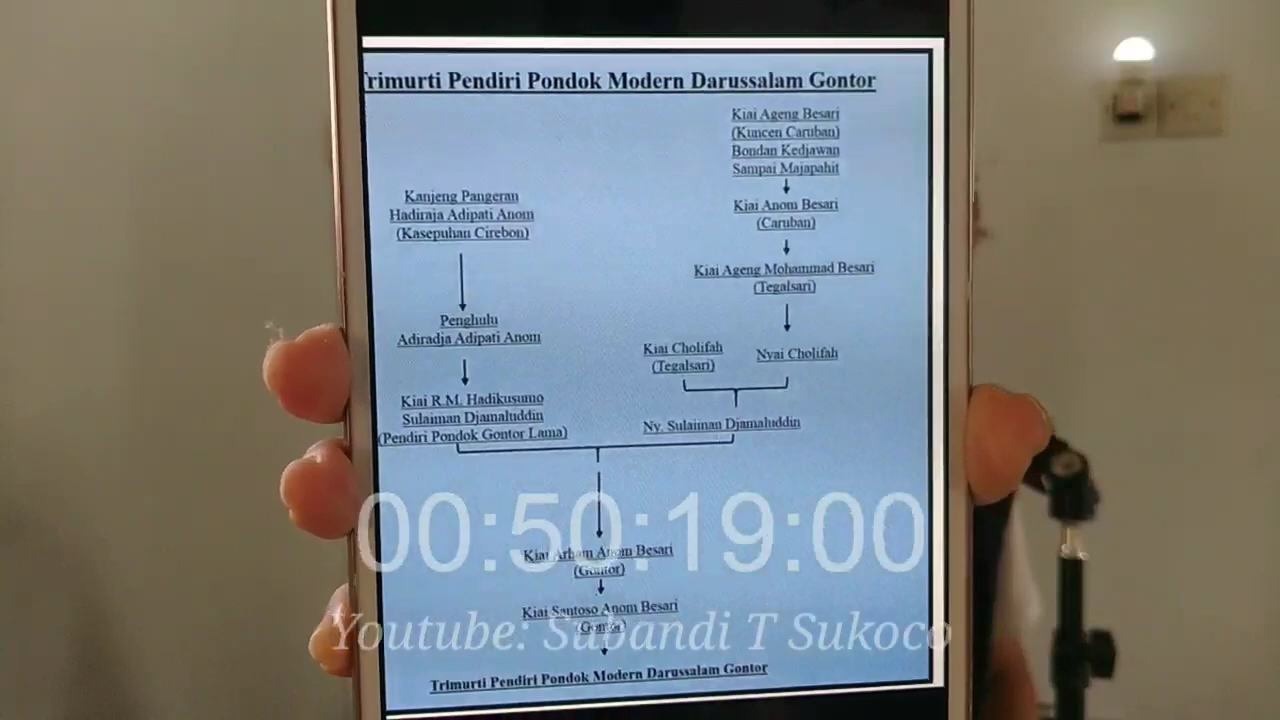 Trimurti Pendiri Pondok Modern Darussalam Gontor
Kiai Ageng Besari
(Kuncen Caruban)
Bondan Kedjawan
Sampai Majapahit
Kanjeng Pangeran
Hadiraja Adipati Anom
(Kasepuhan Cirebon)
Kiai Anom Besari
(Caruban)
Kiai Ageng Mohammad Besari
(Tegalsari)
Penghulu
Adiradja Adipati Anom
Kiai Cholifah
(Tegalsari)
Nyai Cholifah
Kiai R.M. Hadikusumo
Sulaiman Djamaluddin
(Pendiri Pondok Gontor Lama)
Ny. Sulaiman Djamaluddin
00:50:19:00
Kiai Arham Anom Besari
(Gontor)
Kiai Santoso Anom Besari
(Gontor)
Youtube: Subandi T Sukoco
Trimurti Pendiri Pondok Modern Darussalam Gontor